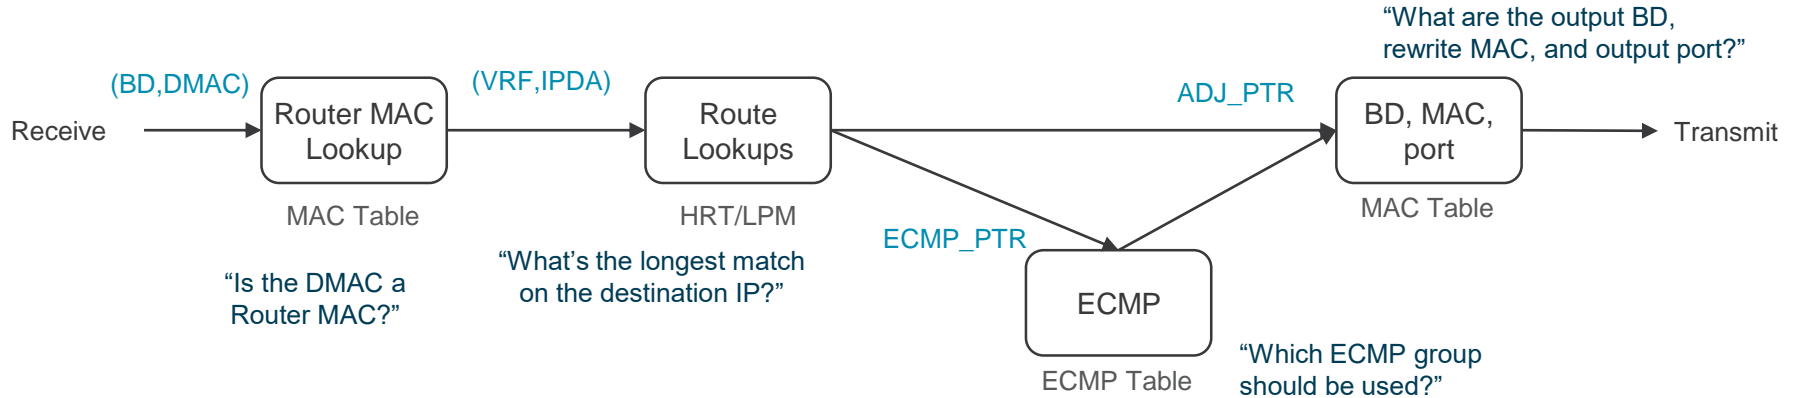 “What are the output BD,
rewrite MAC, and output port?”
(BD,DMAC)
(VRF,IPDA)
ADJ_PTR
Receive
Router MAC
Lookup
Route
Lookups
BD, MAC,
port
Transmit
MAC Table
HRT/LPM
MAC Table
ECMP_PTR
“Is the DMAC a
Router MAC?”
“What’s the longest match
on the destination IP?”
ECMP
ECMP Table
“Which ECMP group
should be used?”